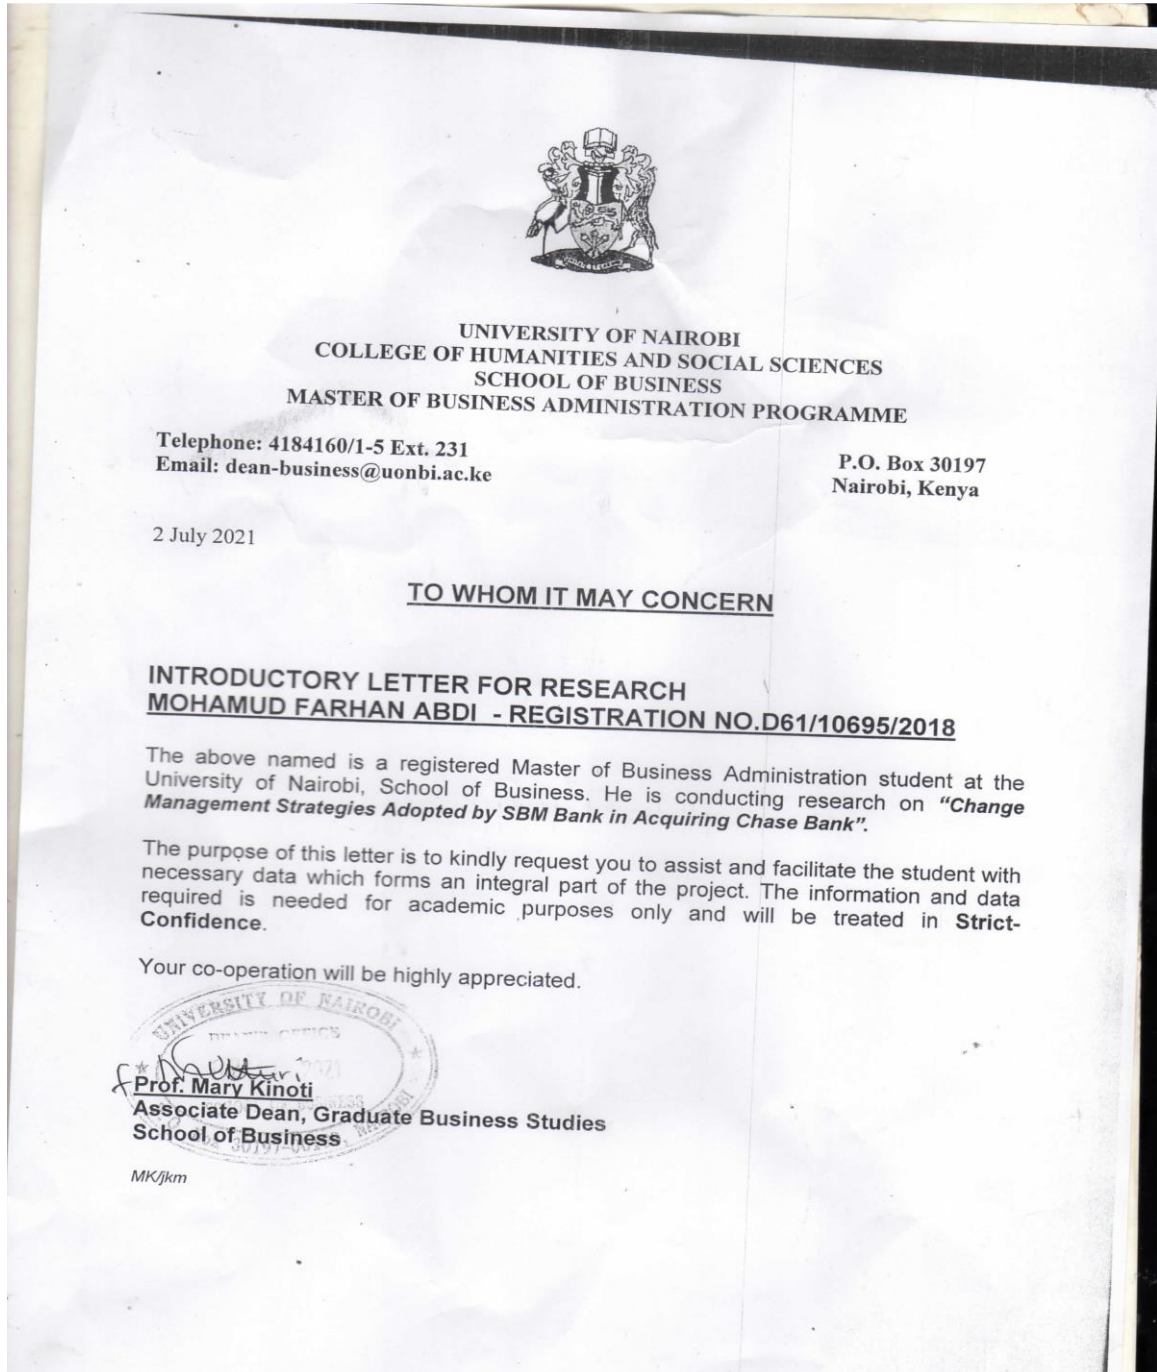 UNIVERSITY OF NAIROBI
COLLEGE OF HUMANITIES AND SOCIAL SCIENCES
SCHOOL OF BUSINESS
MASTER OF BUSINESS ADMINISTRATION PROGRAMME
Telephone: 4184160/1-5 Ext. 231
Email: dean-business@uonbi.ac.ke
P.O. Box 30197
Nairobi, Kenya
2 July 2021
TO WHOM IT MAY CONCERN
INTRODUCTORY LETTER FOR RESEARCH
MOHAMUD FARHAN ABDI - REGISTRATION NO.D61/10695/2018
The above named is a registered Master of Business Administration student at the
University of Nairobi, School of Business. He is conducting research on "Change
Management Strategies Adopted by SBM Bank in Acquiring Chase Bank".
The purpose of this letter is to kindly request you to assist and facilitate the student with
necessary data which forms an integral part of the project. The information and data
required is needed for academic purposes only and will be treated in Strict-
Confidence.
Your co-operation will be highly appreciated.
UNIVERSITY OF NAIROBI
OFFICE
2021
Prof. Mary Kinoti
Associate Dean, Graduate Business Studies
School of Business
MK/jkm